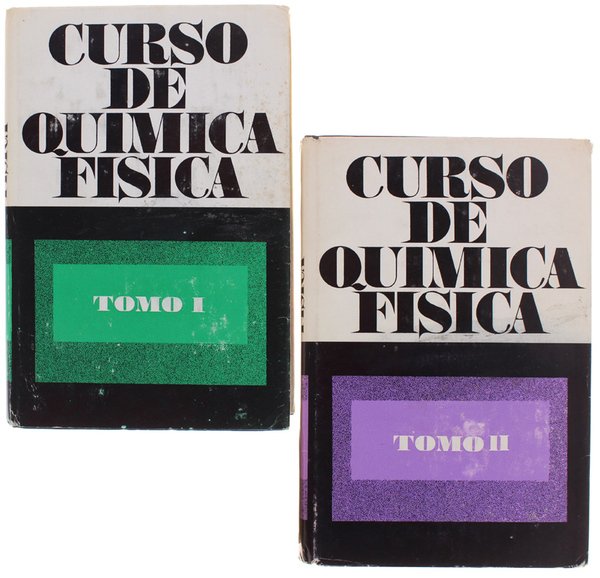 CURSO
DE
QUIMICA
FISICA
TOMO I
CURSO
DE
QUIMICA
FISICA
TOMO II